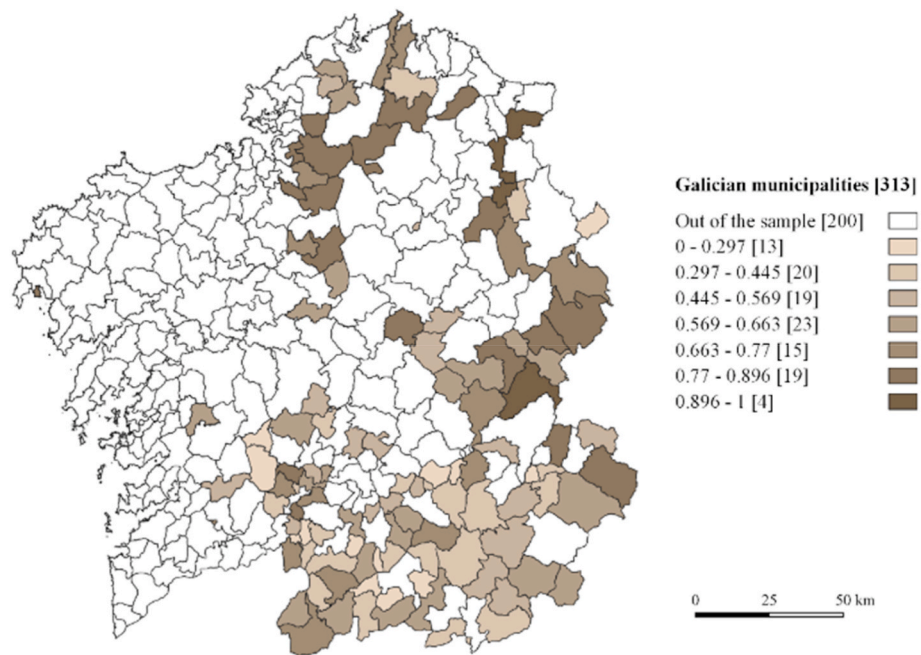 Galician municipalities [313]
Out of the sample [200]
0 - 0.297 [13]
0.297 - 0.445 [20]
0.445 - 0.569 [19]
0.569 - 0.663 [23]
0.663 - 0.77 [15]
0.77 - 0.896 [19]
0.896 - 1 [4]
0 25 50 km